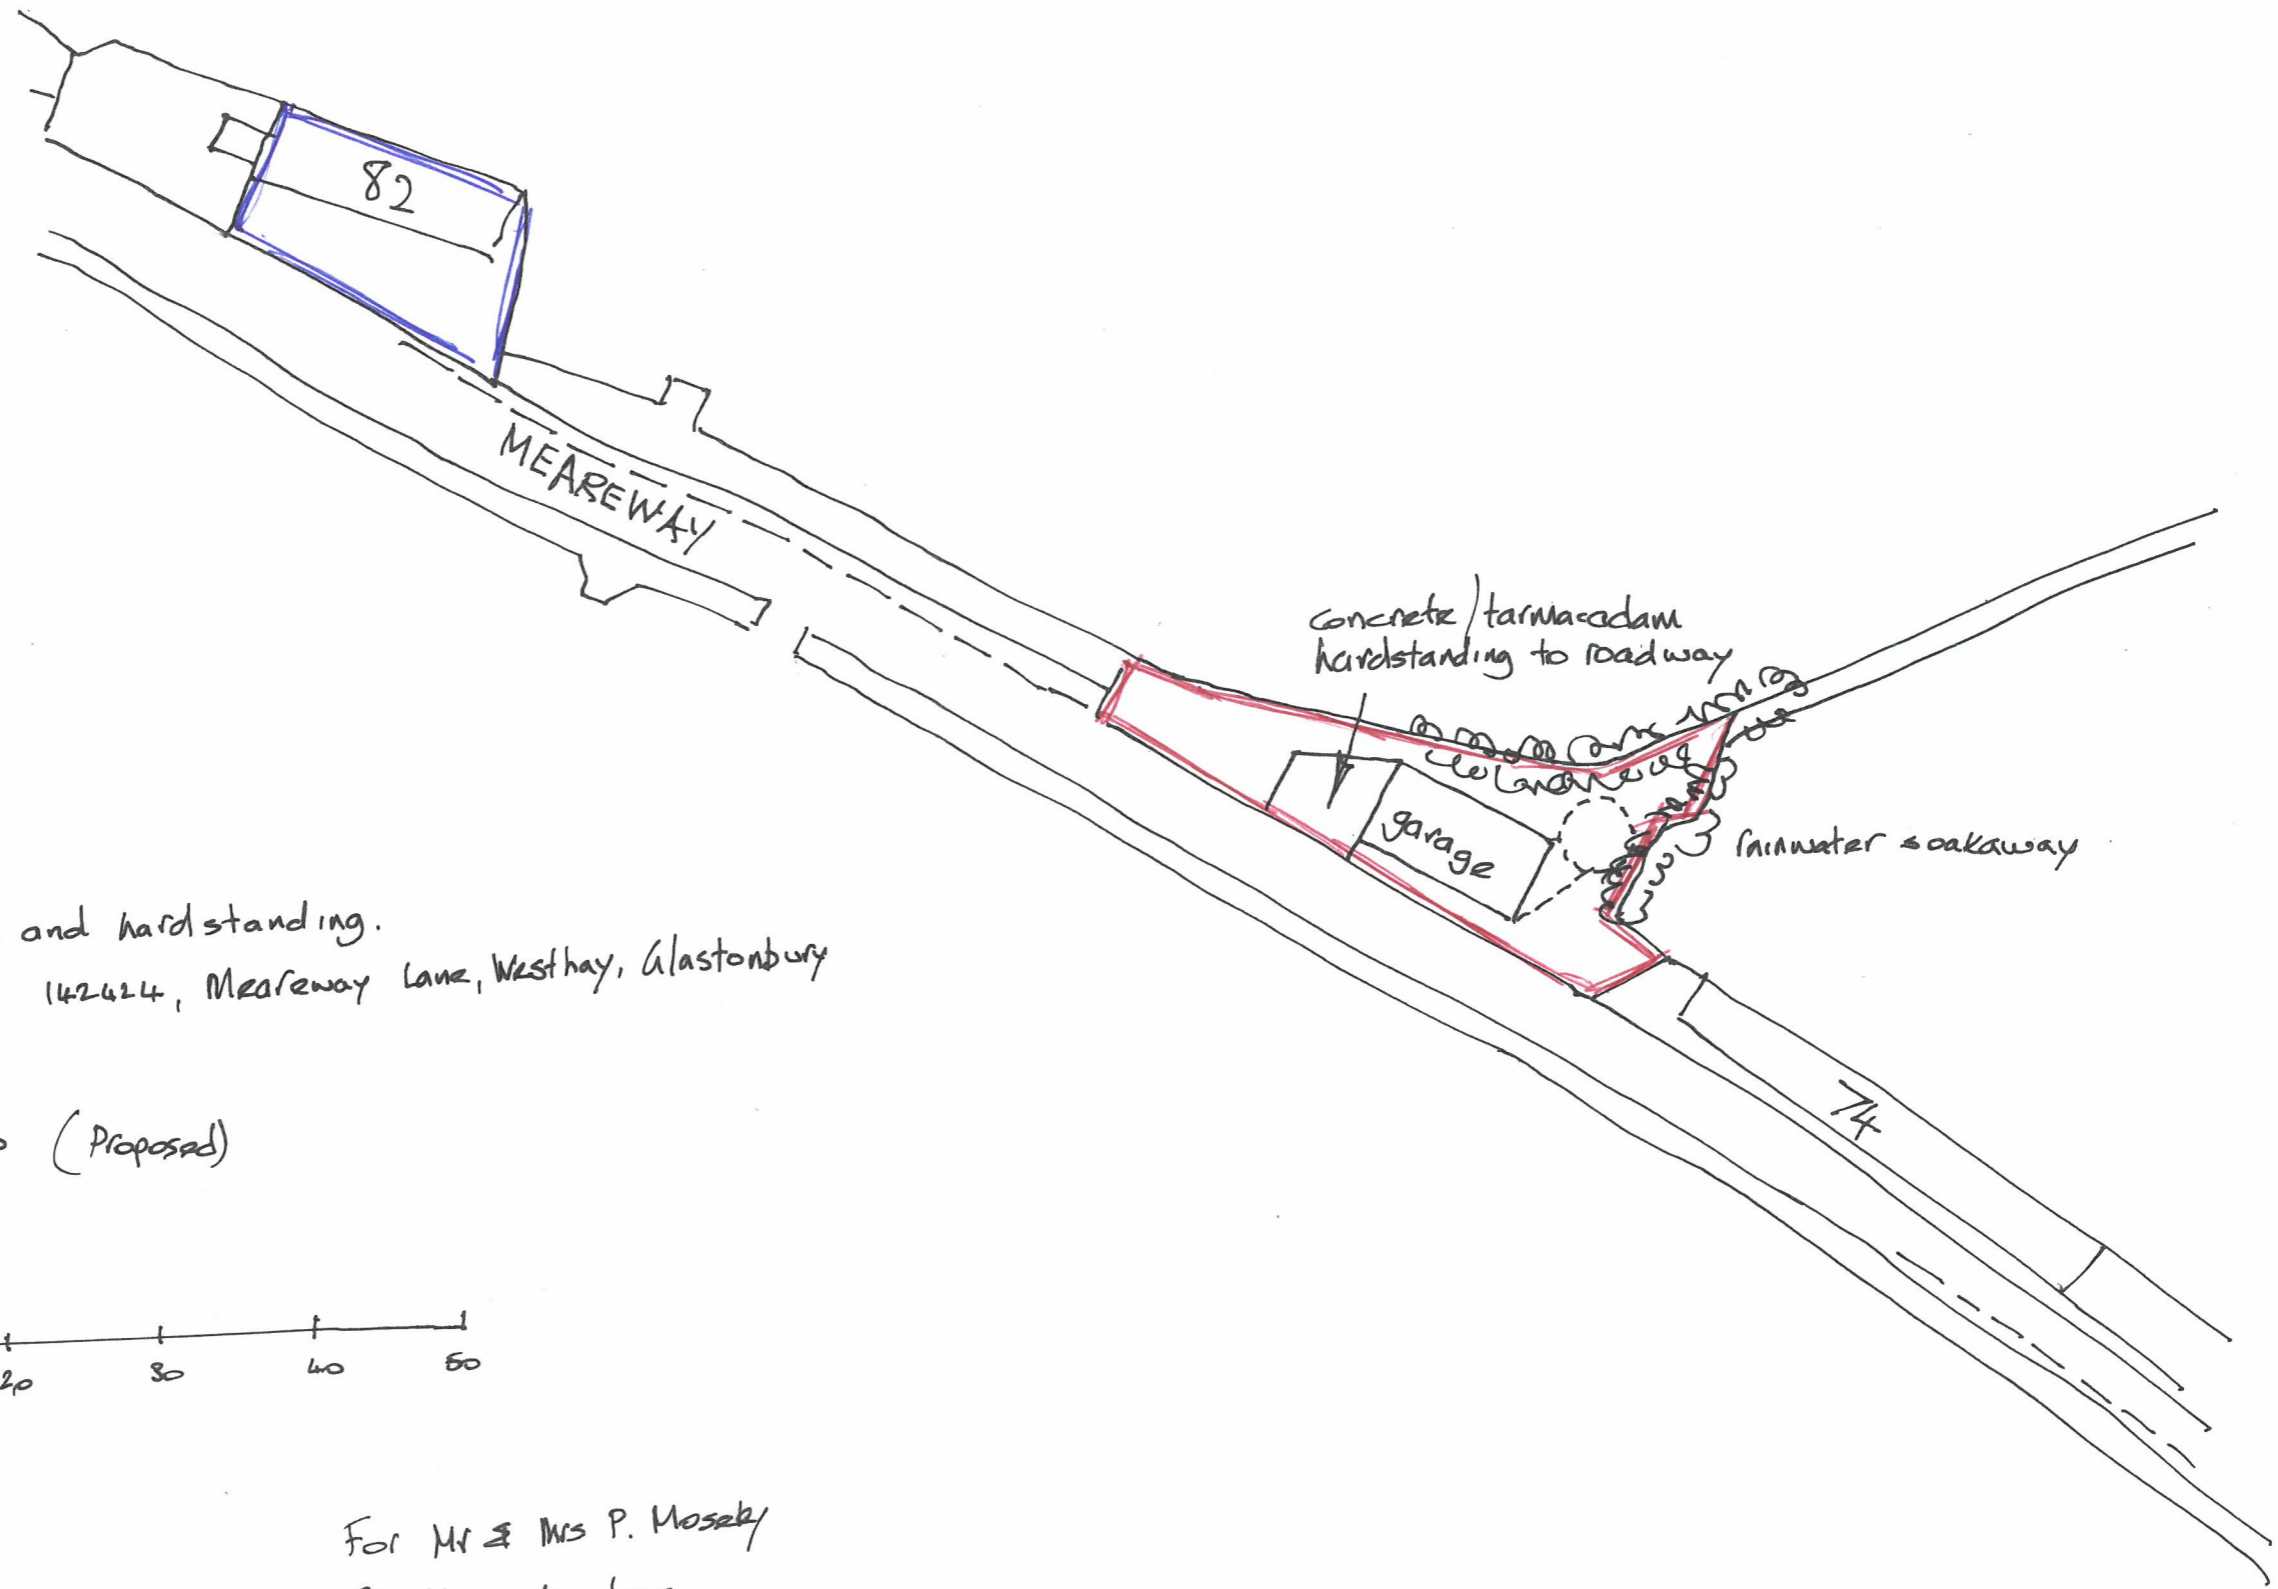 82
MEAREWAY
concrete/tarmacadam
hardstanding to roadway
garage
rainwater soakaway
and hardstanding.
142424, Meareway Lane, Westhay, Glastonbury
(Proposed)
74
20 30 40 50
For Mr & Mrs P. Mosely